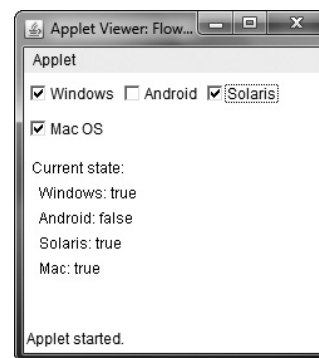 Applet Viewer: Flow...
Applet
Windows Android Solaris
Mac OS
Current state:
Windows: true
Android: false
Solaris: true
Mac: true
Applet started.